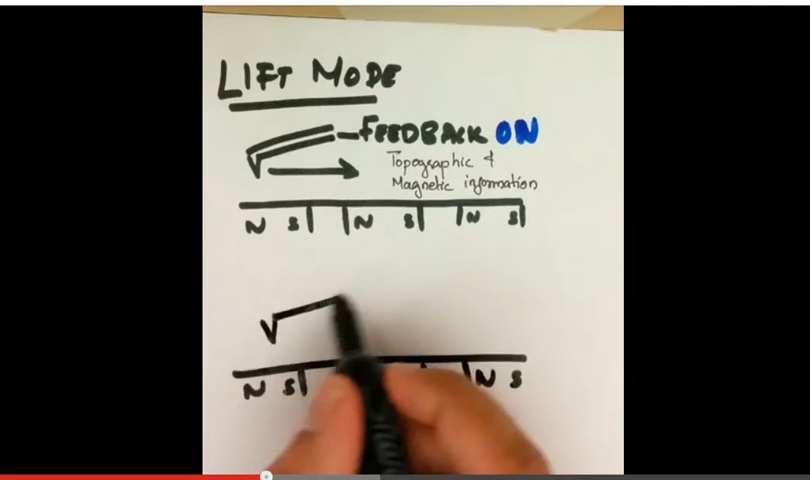 LIFT MODE
FEEDBACK ON
Topographic &
Magnetic information
N S N S N S
N S N S